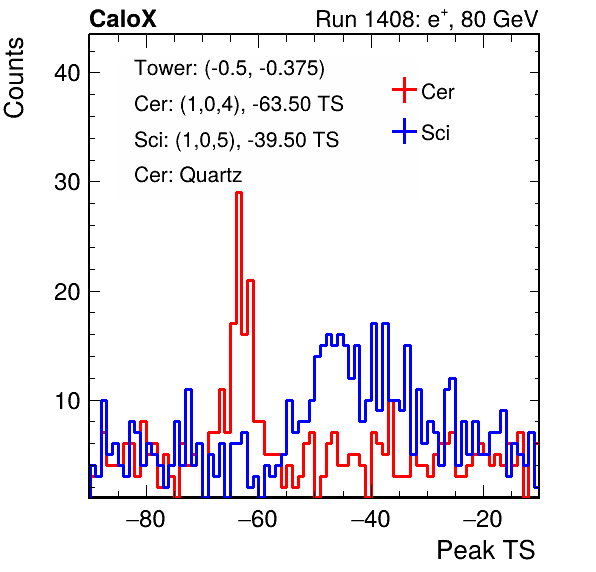 CaloX Run 1408: e⁺, 80 GeV
Counts
Tower: (-0.5, -0.375)
Cer: (1,0,4), -63.50 TS
Sci: (1,0,5), -39.50 TS
Cer: Quartz
Cer
Sci
40
30
20
10
−80 −60 −40 −20
Peak TS